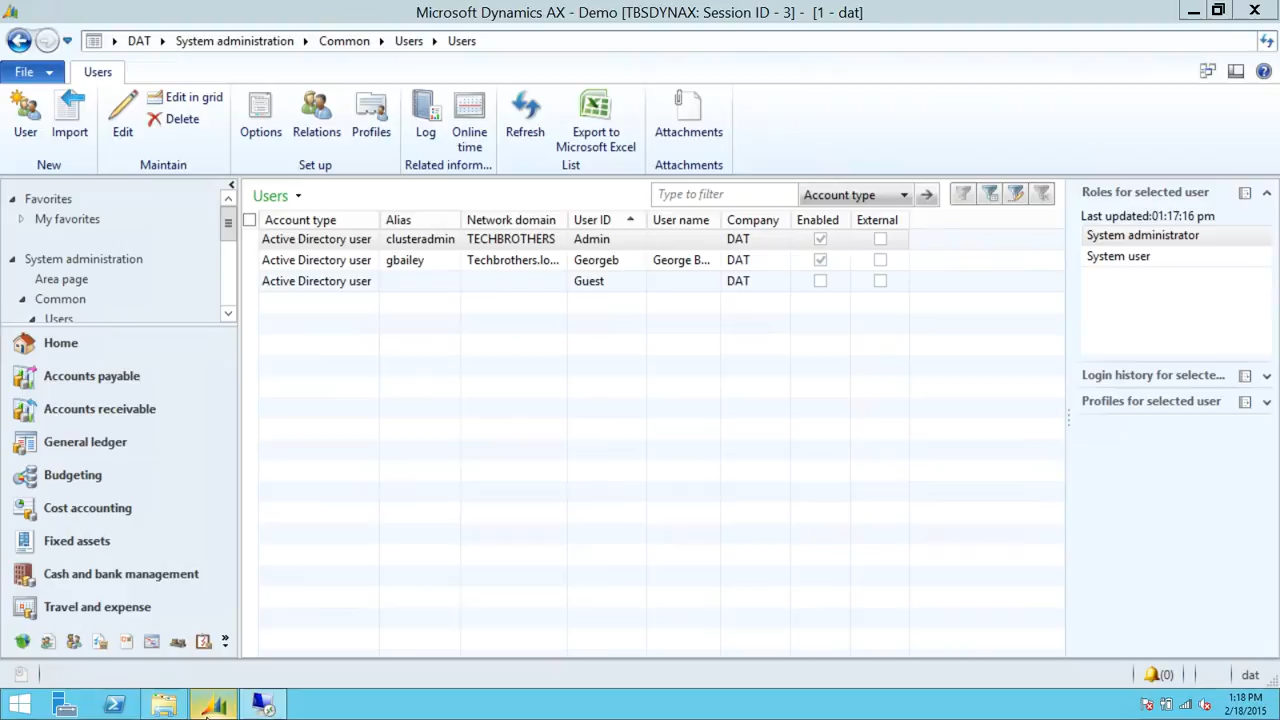 Microsoft Dynamics AX - Demo [TBSDYNAX: Session ID - 3] - [1 - dat]
DAT System administration Common Users Users
File Users
User Import Edit Edit in grid Delete Options Relations Profiles Log Online time Refresh Export to Microsoft Excel Attachments
New Maintain Set up Related inform... List Attachments
Favorites
My favorites
System administration
Area page
Common
Users
Home
Accounts payable
Accounts receivable
General ledger
Budgeting
Cost accounting
Fixed assets
Cash and bank management
Travel and expense
Users Type to filter Account type
Account type Alias Network domain User ID User name Company Enabled External
Active Directory user clusteradmin TECHBROTHERS Admin DAT
Active Directory user gbailey Techbrothers.lo... Georgeb George B... DAT
Active Directory user Guest DAT
Roles for selected user
Last updated:01:17:16 pm
System administrator
System user
Login history for selecte...
Profiles for selected user
(0) dat
1:18 PM
2/18/2015